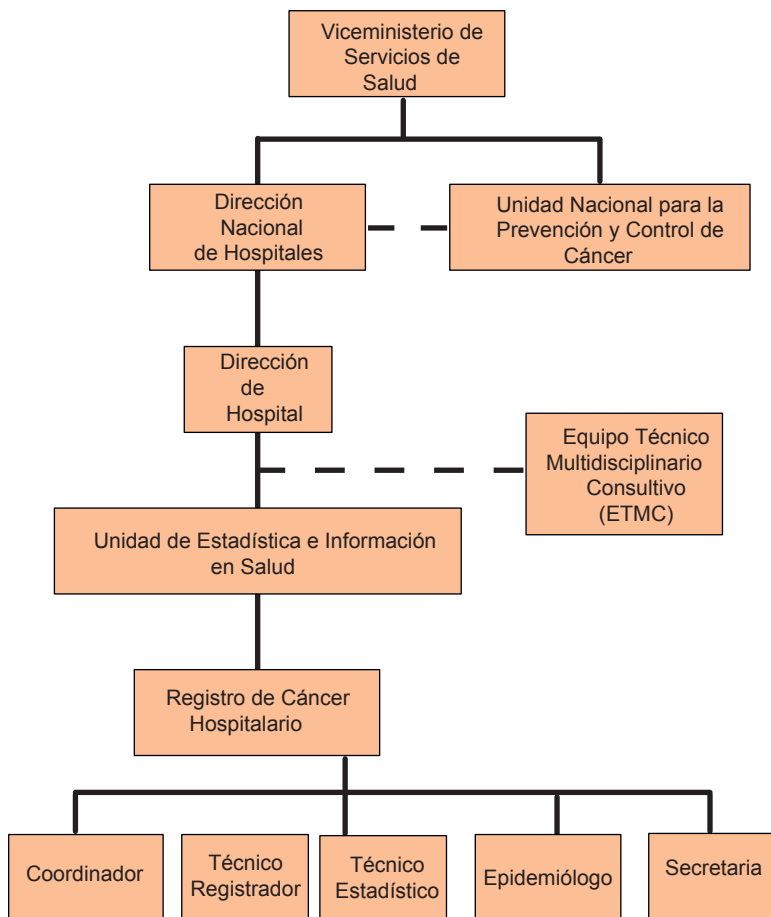 Viceministerio de
Servicios de
Salud
Dirección
Nacional
de Hospitales
Unidad Nacional para la
Prevención y Control de
Cáncer
Dirección
de
Hospital
Equipo Técnico
Multidisciplinario
Consultivo
(ETMC)
Unidad de Estadística e Información
en Salud
Registro de Cáncer
Hospitalario
Coordinador
Técnico
Registrador
Técnico
Estadístico
Epidemiólogo
Secretaria